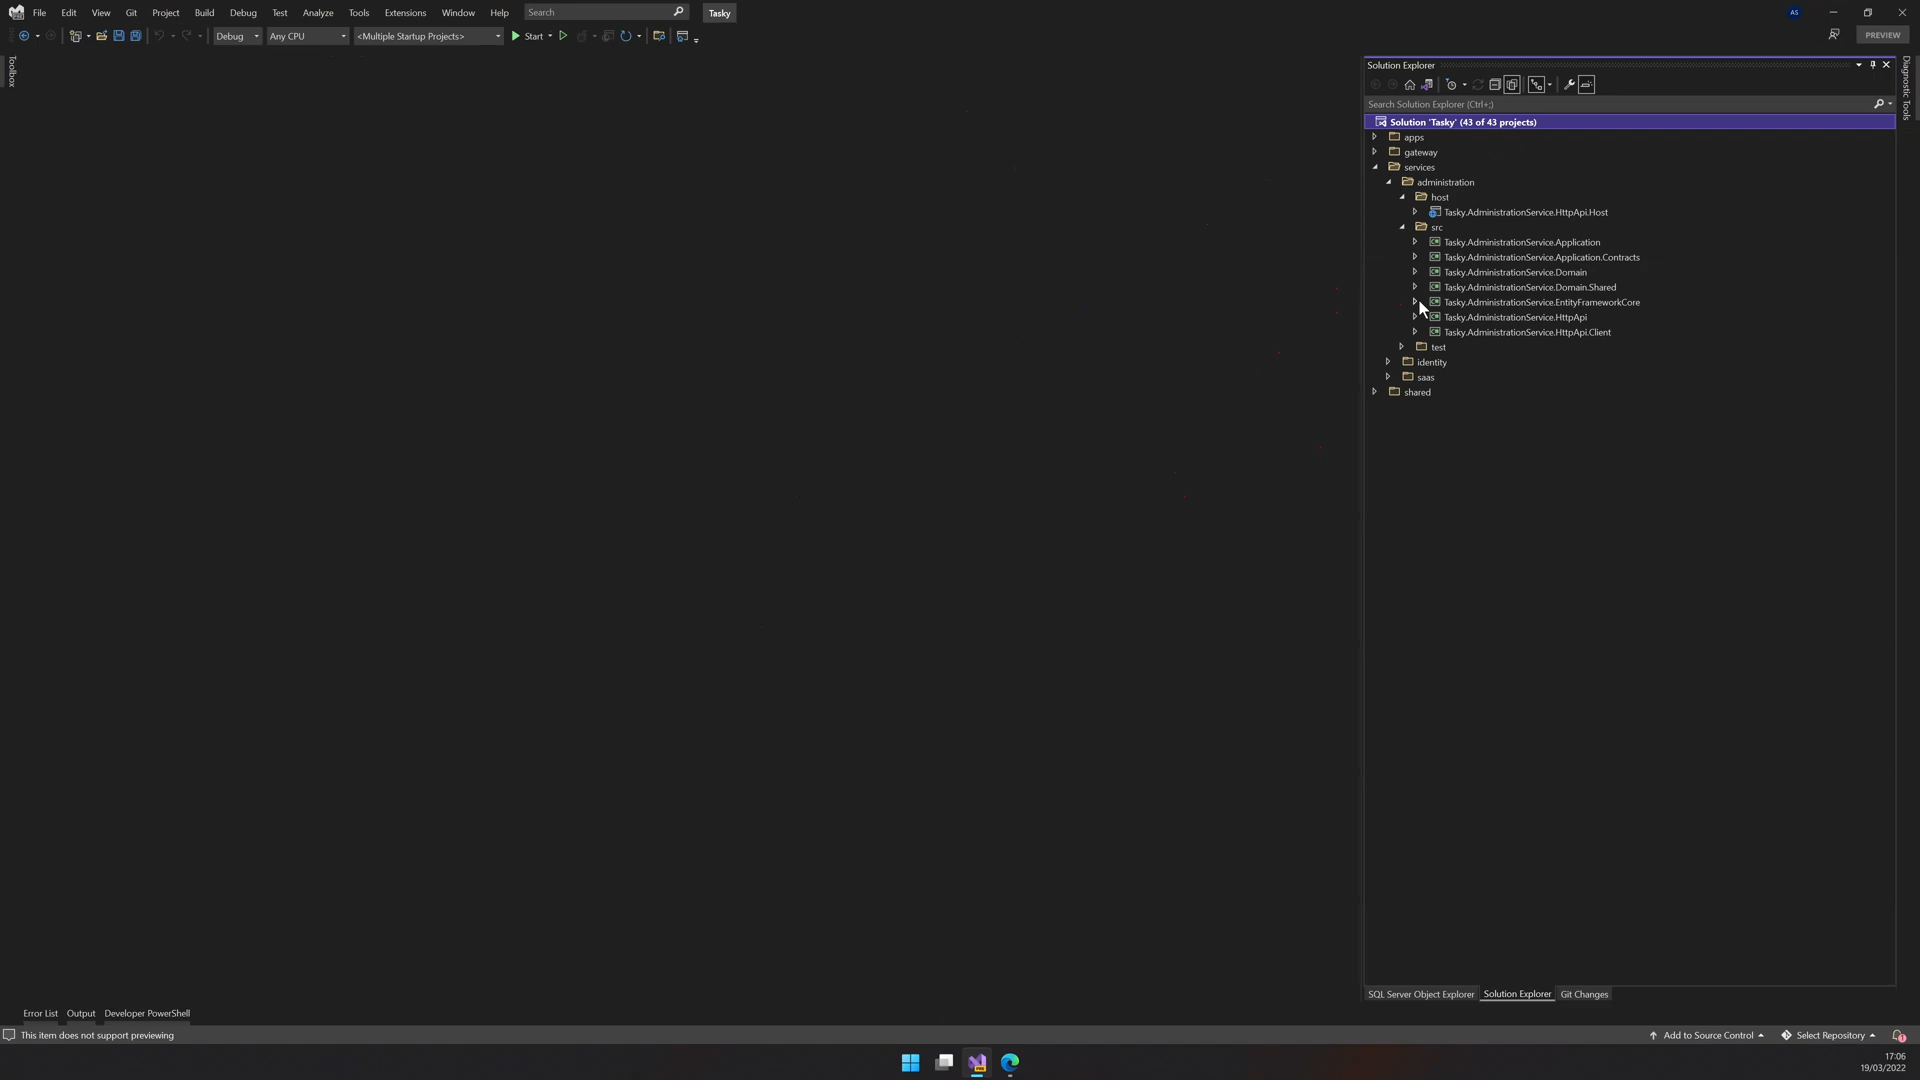 File Edit View Git Project Build Debug Test Analyze Tools Extensions Window Help Search Tasky AS
Debug Any CPU <Multiple Startup Projects> Start PREVIEW
Toolbox
Diagnostic Tools
Solution Explorer
Search Solution Explorer (Ctrl+;)
Solution 'Tasky' (43 of 43 projects)
apps
gateway
services
administration
host
Tasky.AdministrationService.HttpApi.Host
src
Tasky.AdministrationService.Application
Tasky.AdministrationService.Application.Contracts
Tasky.AdministrationService.Domain
Tasky.AdministrationService.Domain.Shared
Tasky.AdministrationService.EntityFrameworkCore
Tasky.AdministrationService.HttpApi
Tasky.AdministrationService.HttpApi.Client
test
identity
saas
shared
SQL Server Object Explorer Solution Explorer Git Changes
Error List Output Developer PowerShell
This item does not support previewing Add to Source Control Select Repository 1
PRE
17:06
19/03/2022